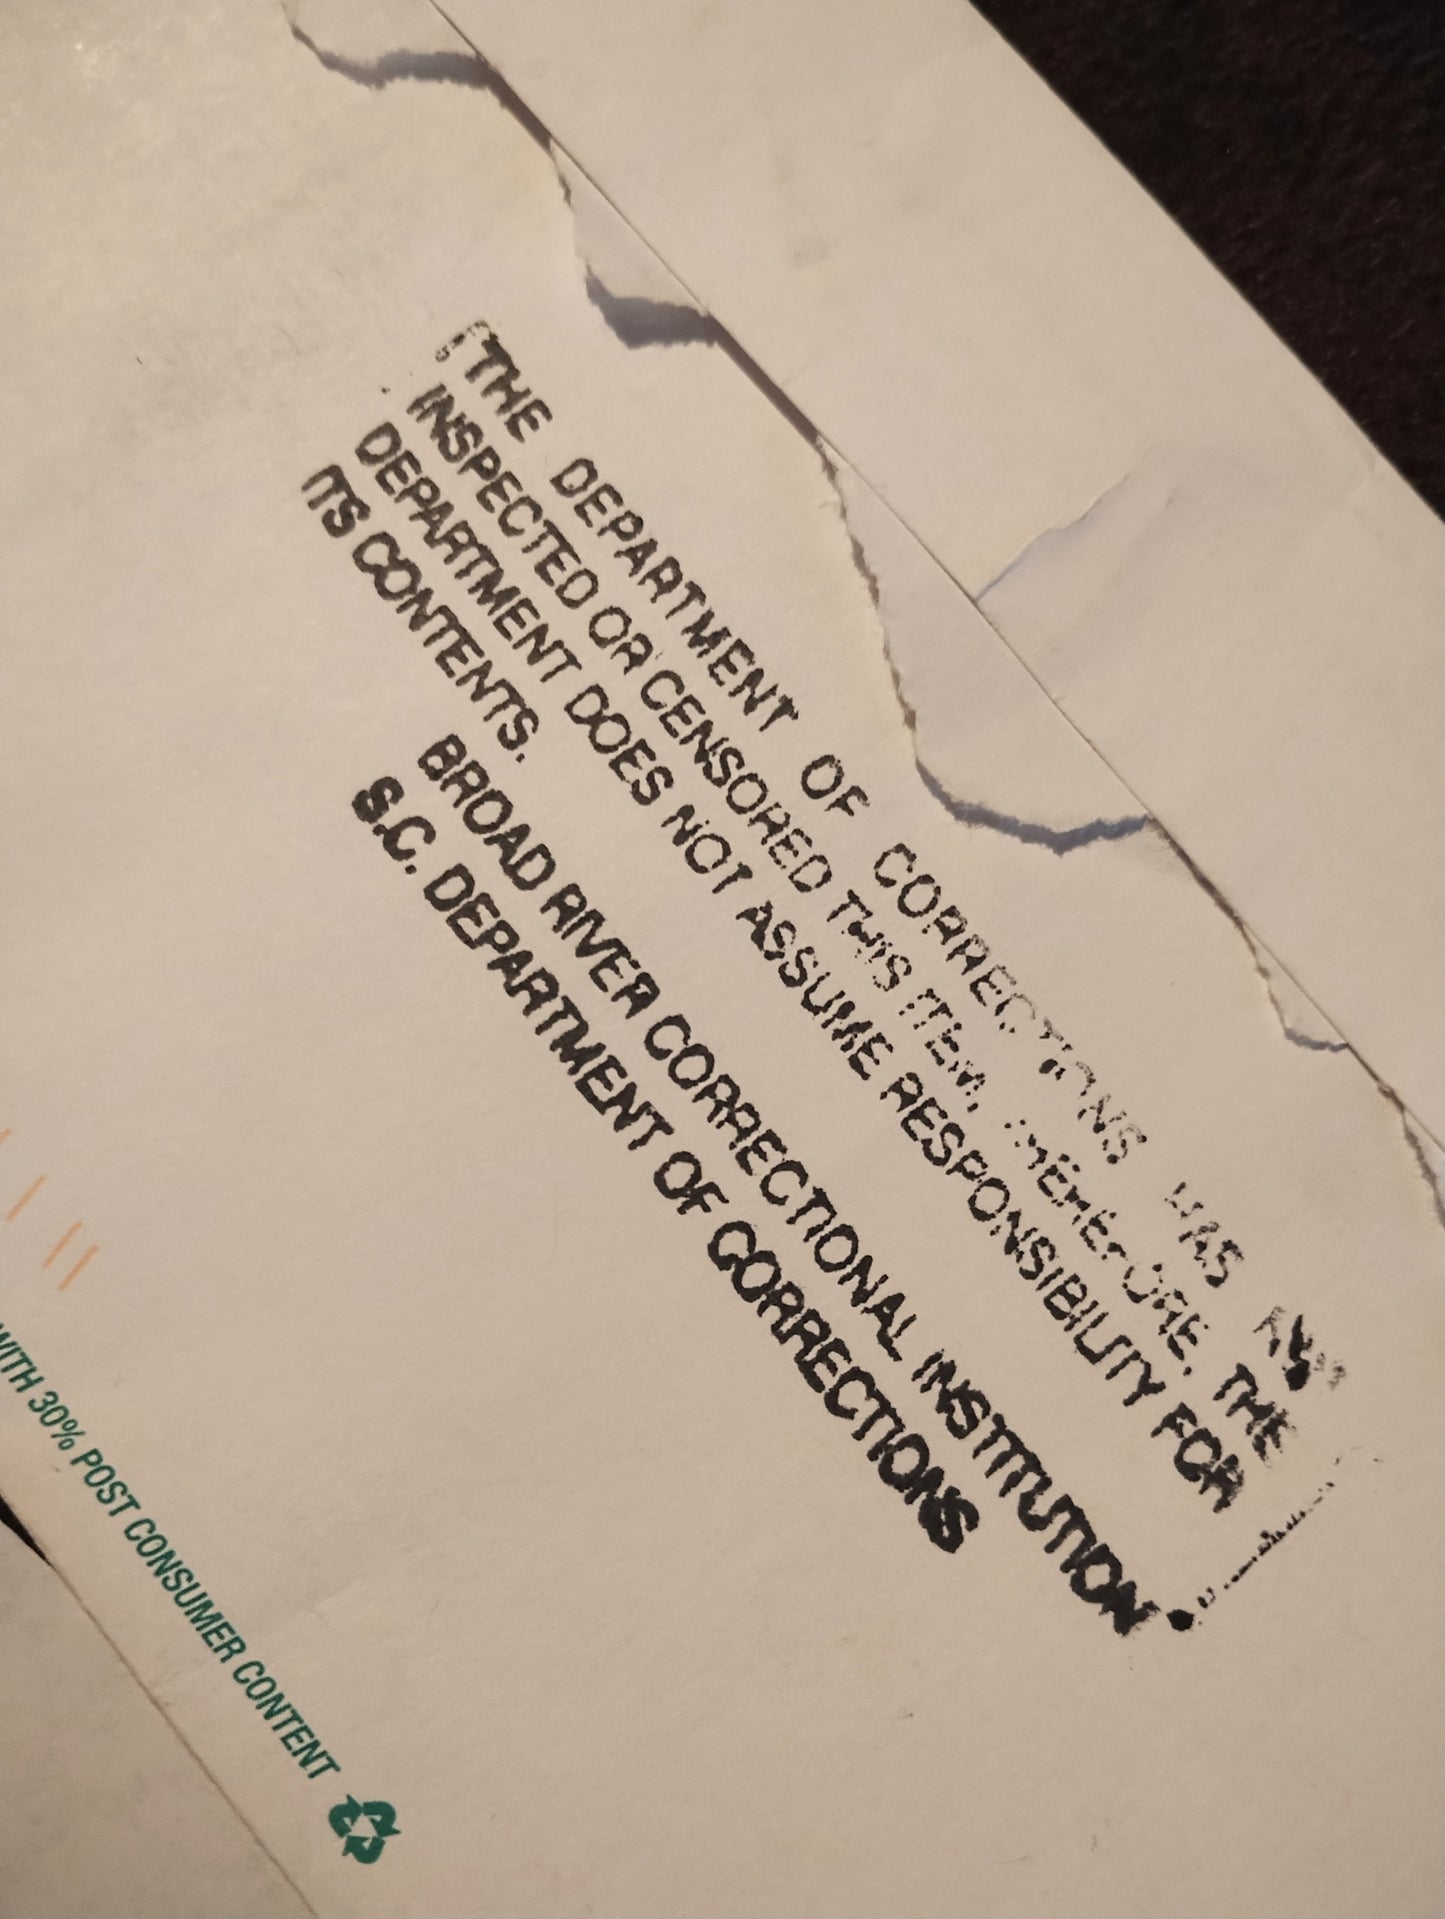 THE DEPARTMENT OF CORRECTIONS HAS
INSPECTED OR CENSORED THIS ITEM, THEREFORE, THE
DEPARTMENT DOES NOT ASSUME RESPONSIBILITY FOR
ITS CONTENTS.
BROAD RIVER CORRECTIONAL INSTITUTION
S.C. DEPARTMENT OF CORRECTIONS
WITH 30% POST CONSUMER CONTENT